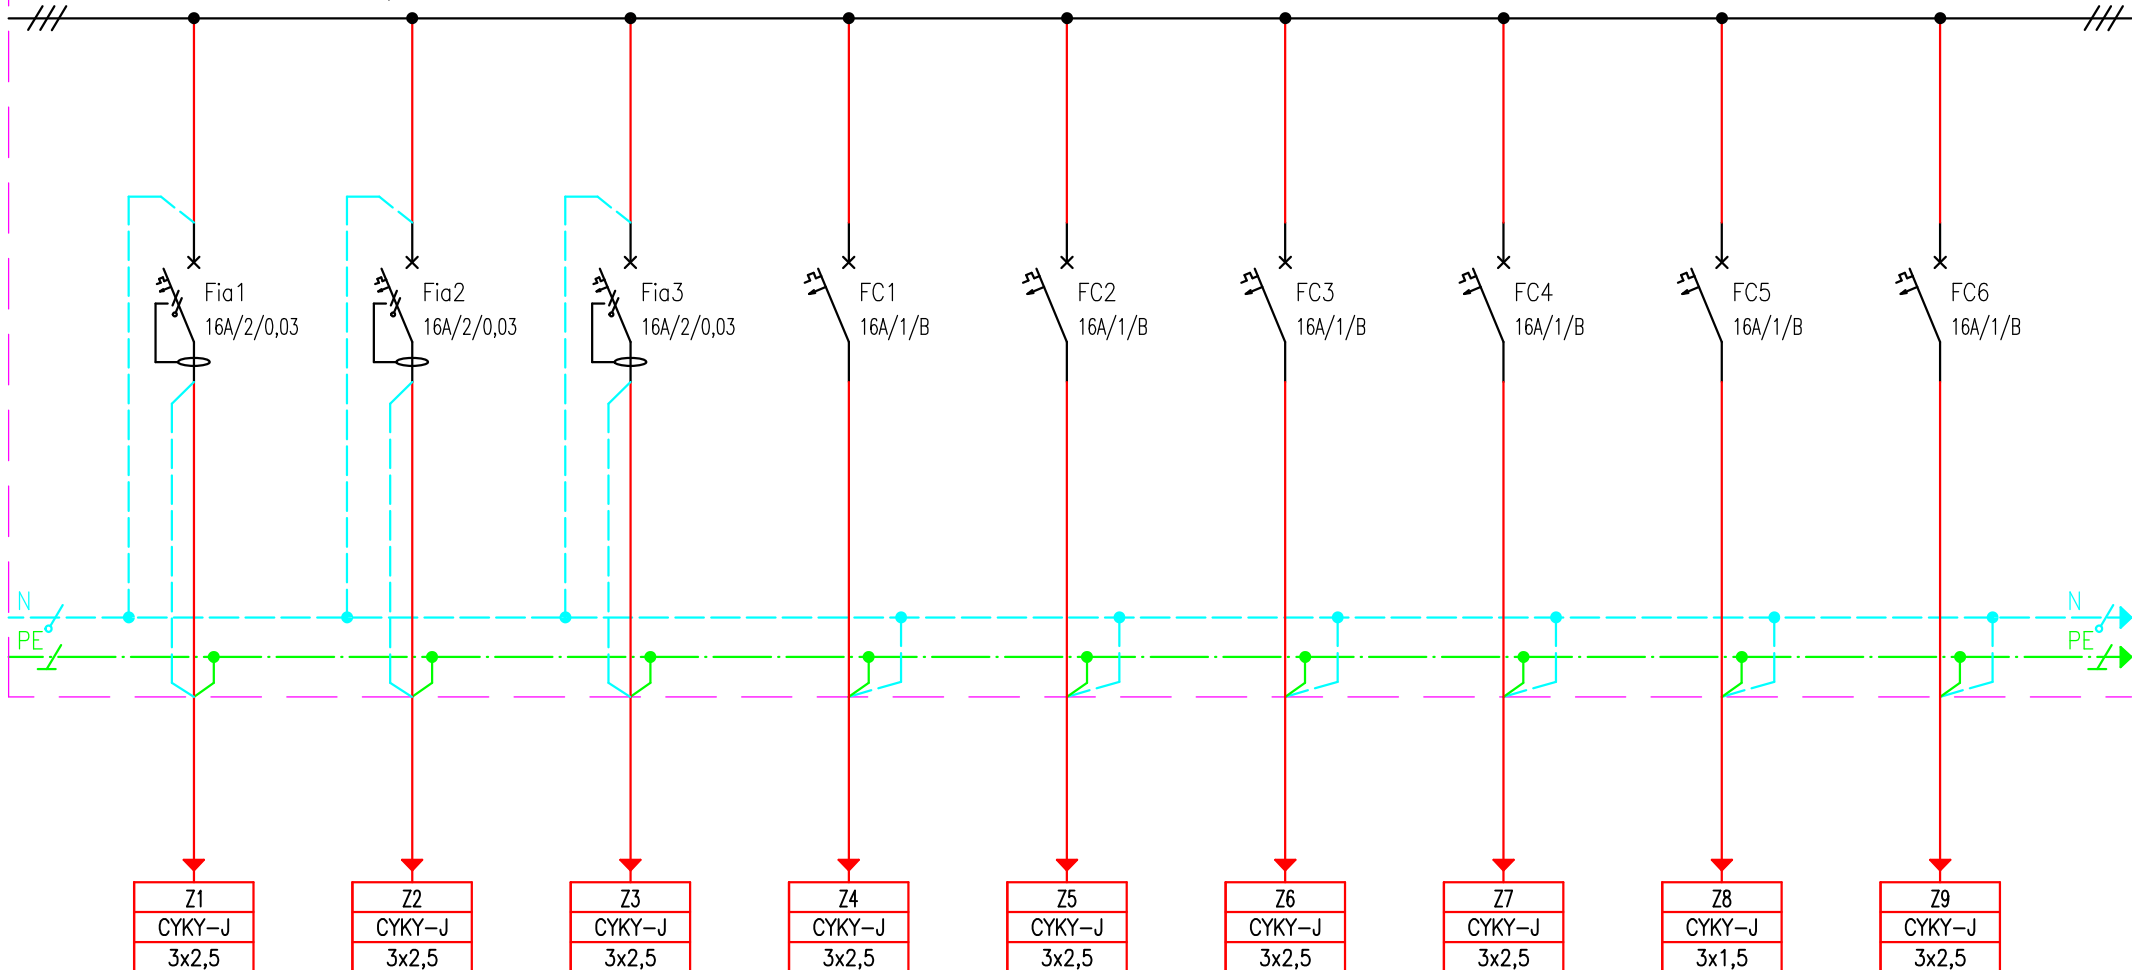 Fia1
16A/2/0,03
Fia2
16A/2/0,03
Fia3
16A/2/0,03
FC1
16A/1/B
FC2
16A/1/B
FC3
16A/1/B
FC4
16A/1/B
FC5
16A/1/B
FC6
16A/1/B
N
N
PE
PE
Z1
CYKY-J
3x2,5
Z2
CYKY-J
3x2,5
Z3
CYKY-J
3x2,5
Z4
CYKY-J
3x2,5
Z5
CYKY-J
3x2,5
Z6
CYKY-J
3x2,5
Z7
CYKY-J
3x2,5
Z8
CYKY-J
3x1,5
Z9
CYKY-J
3x2,5